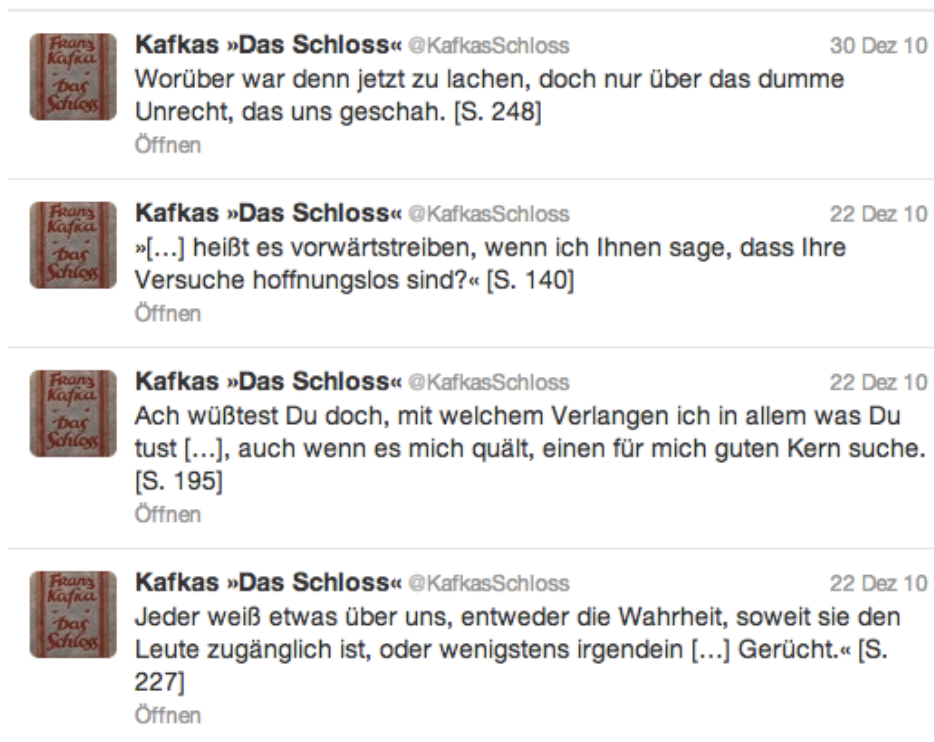 Franz
Kafka
Das
Schloss
Kafkas »Das Schloss« @KafkasSchloss 30 Dez 10
Worüber war denn jetzt zu lachen, doch nur über das dumme
Unrecht, das uns geschah. [S. 248]
Öffnen
Franz
Kafka
Das
Schloss
Kafkas »Das Schloss« @KafkasSchloss 22 Dez 10
»[…] heißt es vorwärtstreiben, wenn ich Ihnen sage, dass Ihre
Versuche hoffnungslos sind?« [S. 140]
Öffnen
Franz
Kafka
Das
Schloss
Kafkas »Das Schloss« @KafkasSchloss 22 Dez 10
Ach wüßtest Du doch, mit welchem Verlangen ich in allem was Du
tust […], auch wenn es mich quält, einen für mich guten Kern suche.
[S. 195]
Öffnen
Franz
Kafka
Das
Schloss
Kafkas »Das Schloss« @KafkasSchloss 22 Dez 10
Jeder weiß etwas über uns, entweder die Wahrheit, soweit sie den
Leute zugänglich ist, oder wenigstens irgendein […] Gerücht.« [S.
227]
Öffnen